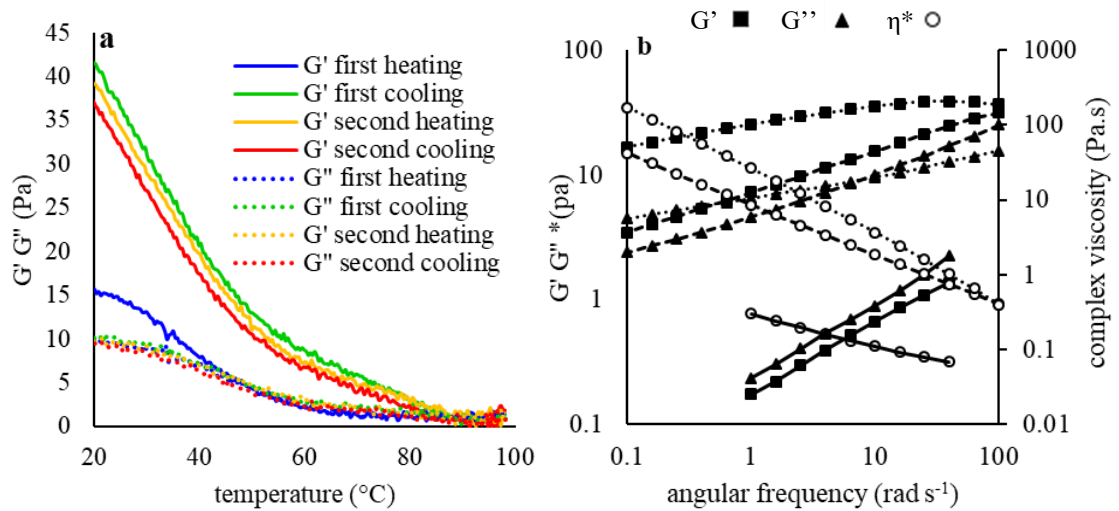 a
45
40
35
30
25
20
15
10
5
0
G' G" (Pa)
20 40 60 80 100
temperature (°C)
G' first heating
G' first cooling
G' second heating
G' second cooling
G" first heating
G" first cooling
G' second heating
G" second cooling
G’ G’’ η*
b
100
10
1
0.1
G' G" *(pa)
0.1 1 10 100
angular frequency (rad s-1)
1000
100
10
1
0.1
0.01
complex viscosity (Pa.s)